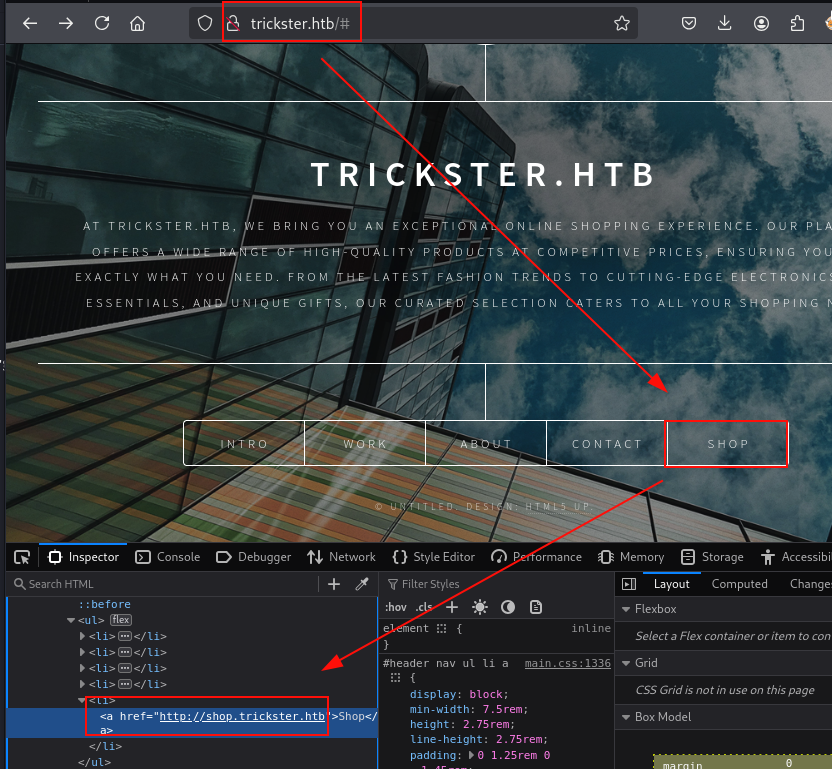 trickster.htb/#
TRICKSTER.HTB
AT TRICKSTER.HTB, WE BRING YOU AN EXCEPTIONAL ONLINE SHOPPING EXPERIENCE. OUR PLA
OFFERS A WIDE RANGE OF HIGH-QUALITY PRODUCTS AT COMPETITIVE PRICES, ENSURING YOU
EXACTLY WHAT YOU NEED. FROM THE LATEST FASHION TRENDS TO CUTTING-EDGE ELECTRONICS
ESSENTIALS, AND UNIQUE GIFTS, OUR CURATED SELECTION CATERS TO ALL YOUR SHOPPING N
INTRO WORK ABOUT CONTACT SHOP
© UNTITLED. DESIGN: HTML5 UP.
Inspector Console Debugger Network Style Editor Performance Memory Storage Accessibi
Search HTML
::before
<ul> flex
<li> ••• </li>
<li> ••• </li>
<li> ••• </li>
<li> ••• </li>
<li>
<a href="http://shop.trickster.htb">Shop</
a>
</li>
</ul>
Filter Styles
:hov .cls
element { inline
}
#header nav ul li a main.css:1336
{
display: block;
min-width: 7.5rem;
height: 2.75rem;
line-height: 2.75rem;
padding: 0 1.25rem 0
1.45rem;
Layout Computed Changes
Flexbox
Select a Flex container or item to con
Grid
CSS Grid is not in use on this page
Box Model
margin 0